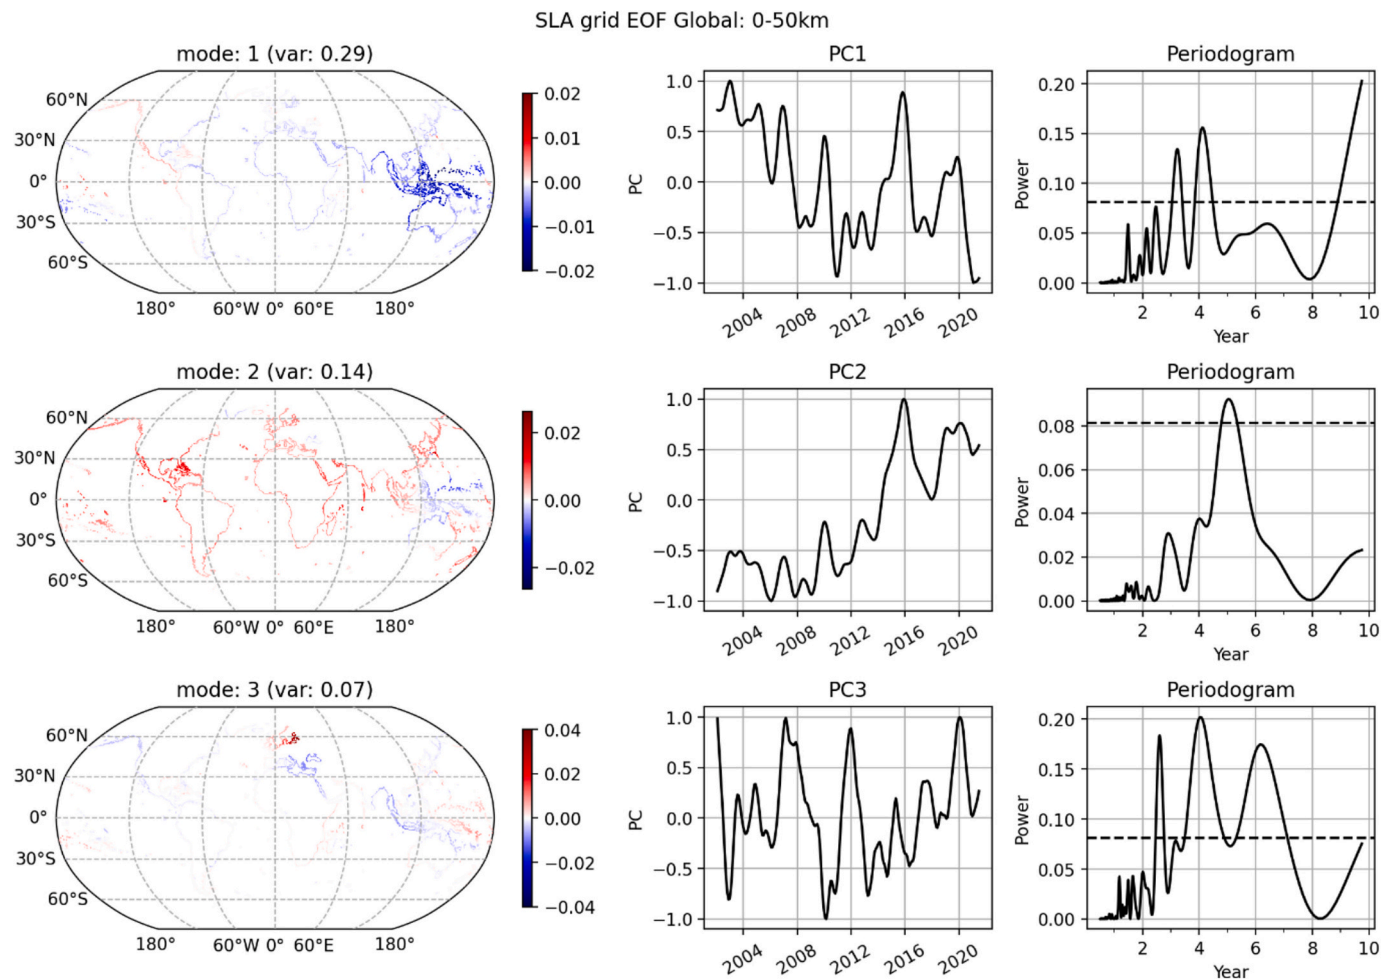 SLA grid EOF Global: 0-50km
mode: 1 (var: 0.29)
60°N
30°N
0°
30°S
60°S
180°
60°W 0° 60°E
180°
0.02
0.01
0.00
−0.01
−0.02
PC1
PC
1.0
0.5
0.0
−0.5
−1.0
2004
2008
2012
2016
2020
Periodogram
Power
0.20
0.15
0.10
0.05
0.00
2
4
6
8
10
Year
mode: 2 (var: 0.14)
60°N
30°N
0°
30°S
60°S
180°
60°W 0° 60°E
180°
0.02
0.00
−0.02
PC2
PC
1.0
0.5
0.0
−0.5
−1.0
2004
2008
2012
2016
2020
Periodogram
Power
0.08
0.06
0.04
0.02
0.00
2
4
6
8
10
Year
mode: 3 (var: 0.07)
60°N
30°N
0°
30°S
60°S
180°
60°W 0° 60°E
180°
0.04
0.02
0.00
−0.02
−0.04
PC3
PC
1.0
0.5
0.0
−0.5
−1.0
2004
2008
2012
2016
2020
Periodogram
Power
0.20
0.15
0.10
0.05
0.00
2
4
6
8
10
Year